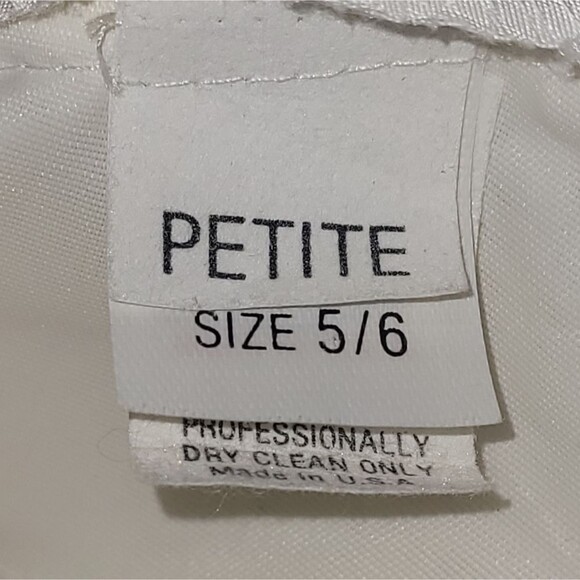 PETITE
SIZE 5/6
PROFESSIONALLY
DRY CLEAN ONLY
Made in U.S.A